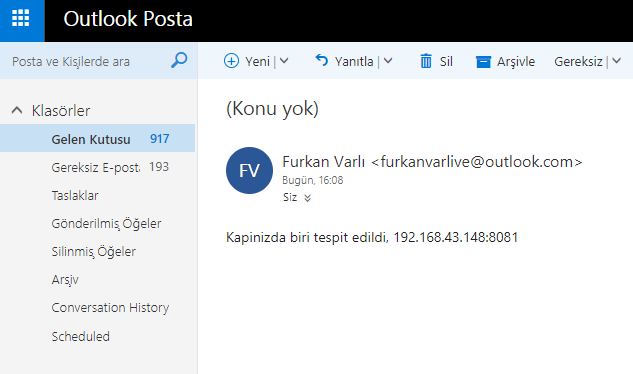 Outlook Posta
Posta ve Kişilerde ara
Yeni | Yanıtla | Sil Arşivle Gereksiz |
Klasörler
Gelen Kutusu 917
Gereksiz E-posta 193
Taslaklar
Gönderilmiş Öğeler
Silinmiş Öğeler
Arşiv
Conversation History
Scheduled
(Konu yok)
FV
Furkan Varlı <furkanvarlive@outlook.com>
Bugün, 16:08
Siz
Kapinizda biri tespit edildi, 192.168.43.148:8081